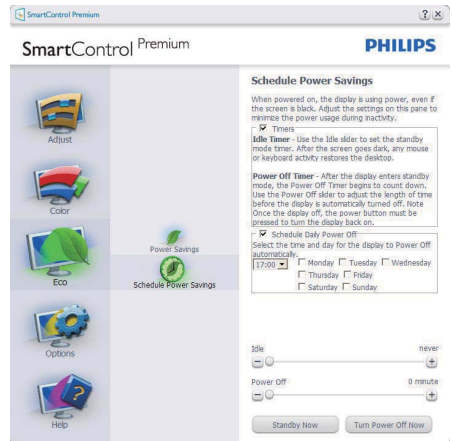 SmartControl Premium
SmartControl Premium
PHILIPS
Adjust
Color
Eco
Options
Help
Power Savings
Schedule Power Savings
Schedule Power Savings
When powered on, the display is using power, even if
the screen is black. Adjust the settings on this pane to
minimize the power usage during inactivity.
Timers
Idle Timer - Use the Idle slider to set the standby
mode timer. After the screen goes dark, any mouse
or keyboard activity restores the desktop.
Power Off Timer - After the display enters standby
mode, the Power Off Timer begins to count down.
Use the Power Off slider to adjust the length of time
before the display is automatically turned off. Note
Once the display off, the power button must be
pressed to turn the display back on.
Schedule Daily Power Off
Select the time and day for the display to Power Off
automatically.
17:00 Monday Tuesday Wednesday
Thursday Friday
Saturday Sunday
Idle never
Power Off 0 minute
Standby Now Turn Power Off Now